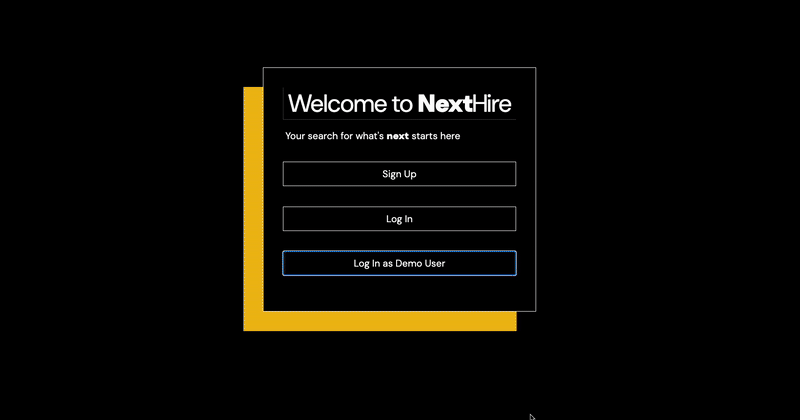 Welcome to NextHire
Your search for what's next starts here
Sign Up
Log In
Log In as Demo User